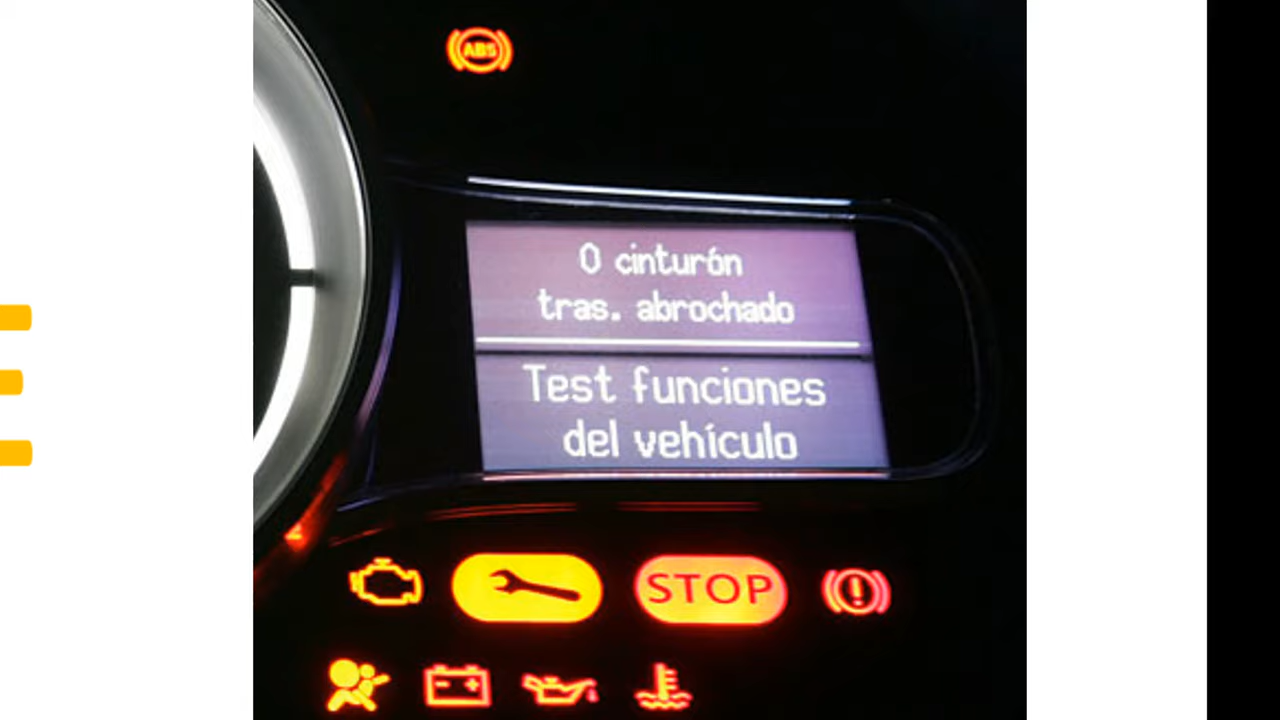 ABS
0 cinturón
tras. abrochado
Test funciones
del vehículo
STOP